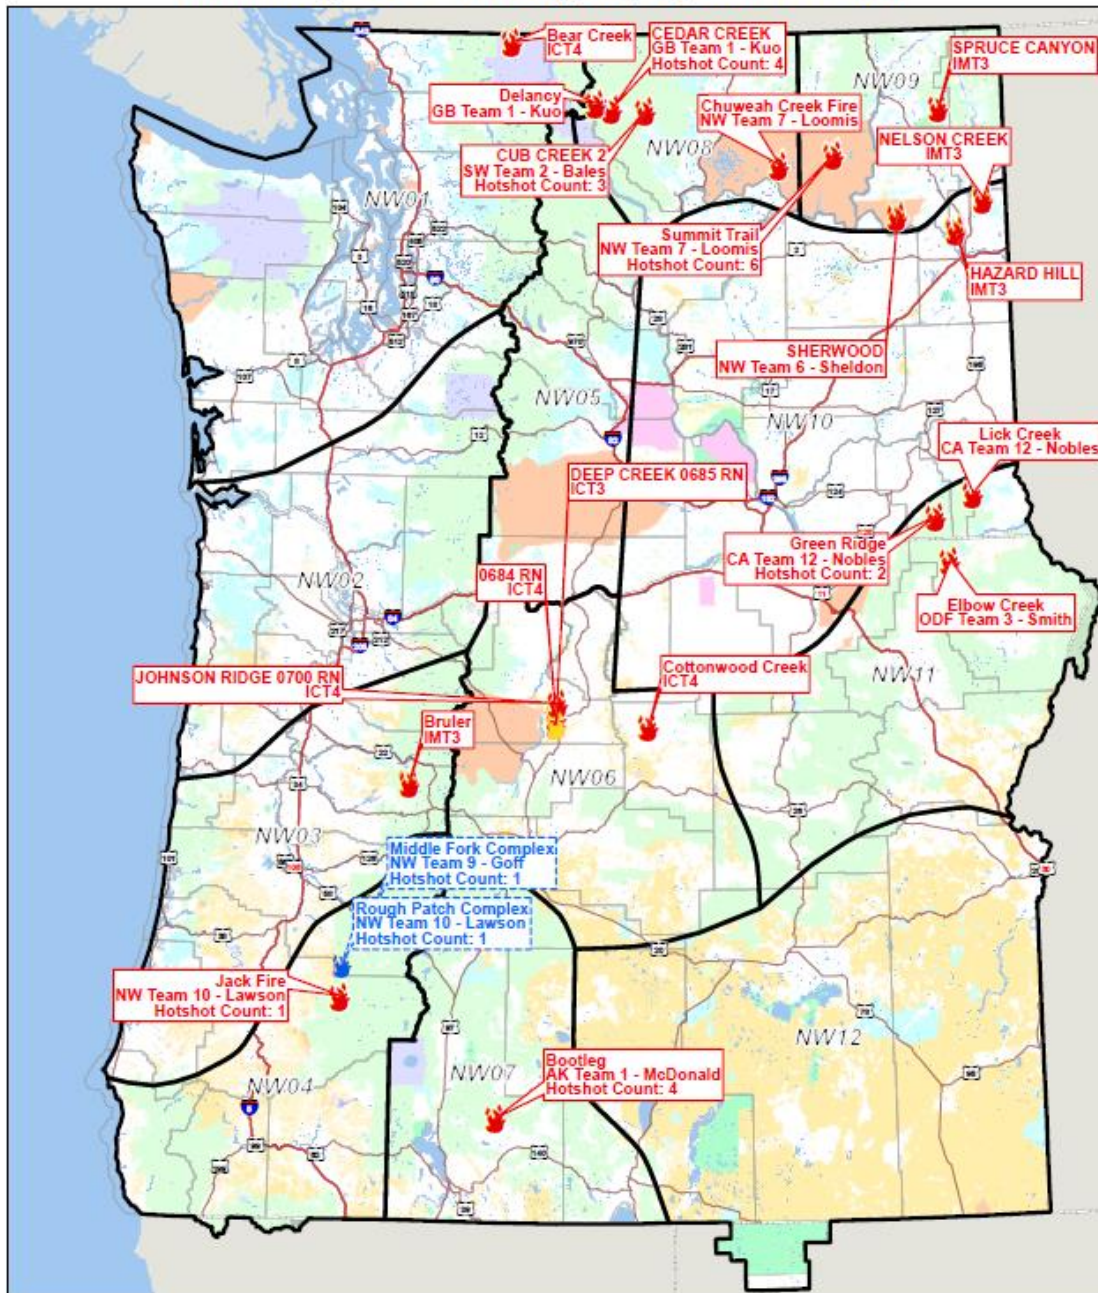 Bear Creek
ICT4
CEDAR CREEK
GB Team 1 - Kuo
Hotshot Count: 4
SPRUCE CANYON
IMT3
NW09
Delancy
GB Team 1 - Kuo
Chuweah Creek Fire
NW Team 7 - Loomis
NELSON CREEK
IMT3
CUB CREEK 2
SW Team 2 - Bales
Hotshot Count: 3
NW08
NW01
Summit Trail
NW Team 7 - Loomis
Hotshot Count: 6
HAZARD HILL
IMT3
SHERWOOD
NW Team 6 - Sheldon
NW05
NW10
Lick Creek
CA Team 12 - Nobles
DEEP CREEK 0685 RN
ICT3
Green Ridge
CA Team 12 - Nobles
Hotshot Count: 2
0684 RN
ICT4
NW02
Elbow Creek
ODF Team 3 - Smith
JOHNSON RIDGE 0700 RN
ICT4
Cottonwood Creek
ICT4
NW11
Bruler
IMT3
NW06
NW03
Middle Fork Complex
NW Team 9 - Goff
Hotshot Count: 1
Rough Patch Complex
NW Team 10 - Lawson
Hotshot Count: 1
Jack Fire
NW Team 10 - Lawson
Hotshot Count: 1
NW12
Bootleg
AK Team 1 - McDonald
Hotshot Count: 4
NW07
NW04
101
97
140